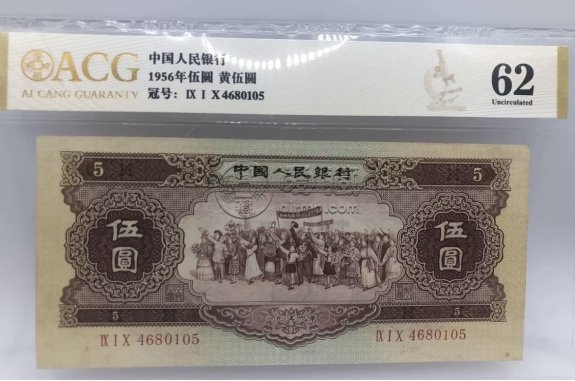 ACG
AI CANG GUARANTY
中国人民银行
1956年伍圆 黄伍圆
冠号: IX I X 4680105
62
Uncirculated
5
中國人民銀行
5
伍圓
伍圓
5
5
IX I X 4680105
IX I X 4680105